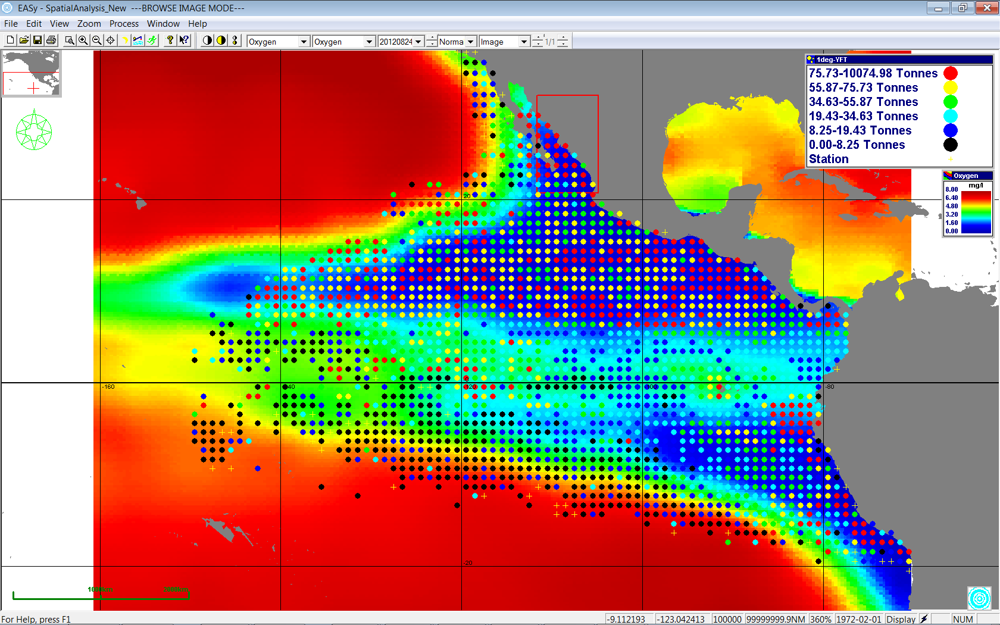 EASy - SpatialAnalysis_New ---BROWSE IMAGE MODE---
File Edit View Zoom Process Window Help
Oxygen Oxygen 20120824 Norma Image 1/1
1deg-YFT
75.73-10074.98 Tonnes
55.87-75.73 Tonnes
34.63-55.87 Tonnes
19.43-34.63 Tonnes
8.25-19.43 Tonnes
0.00-8.25 Tonnes
Station
Oxygen
mg/l
8.00
6.40
4.80
3.20
1.60
0.00
20
-160
-80
-20
For Help, press F1
-9.112193 -123.042413 100000 99999999.9NM 360% 1972-02-01 Display NUM